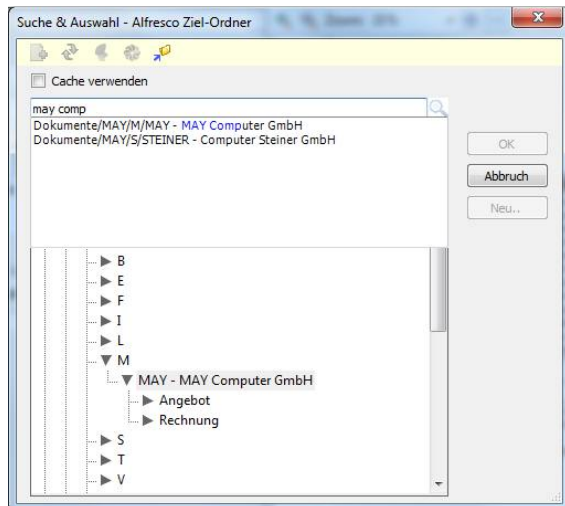 Suche & Auswahl - Alfresco Ziel-Ordner
Cache verwenden
may comp
Dokumente/MAY/M/MAY - MAY Computer GmbH
Dokumente/MAY/S/STEINER - Computer Steiner GmbH
OK
Abbruch
Neu..
B
E
F
I
L
M
MAY - MAY Computer GmbH
Angebot
Rechnung
S
T
V